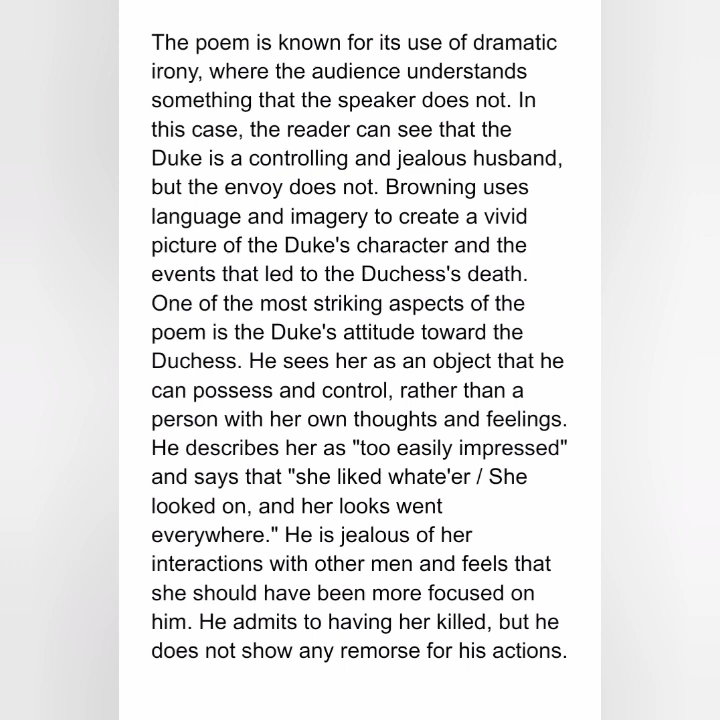 The poem is known for its use of dramatic
irony, where the audience understands
something that the speaker does not. In
this case, the reader can see that the
Duke is a controlling and jealous husband,
but the envoy does not. Browning uses
language and imagery to create a vivid
picture of the Duke's character and the
events that led to the Duchess's death.
One of the most striking aspects of the
poem is the Duke's attitude toward the
Duchess. He sees her as an object that he
can possess and control, rather than a
person with her own thoughts and feelings.
He describes her as "too easily impressed"
and says that "she liked whate'er / She
looked on, and her looks went
everywhere." He is jealous of her
interactions with other men and feels that
she should have been more focused on
him. He admits to having her killed, but he
does not show any remorse for his actions.